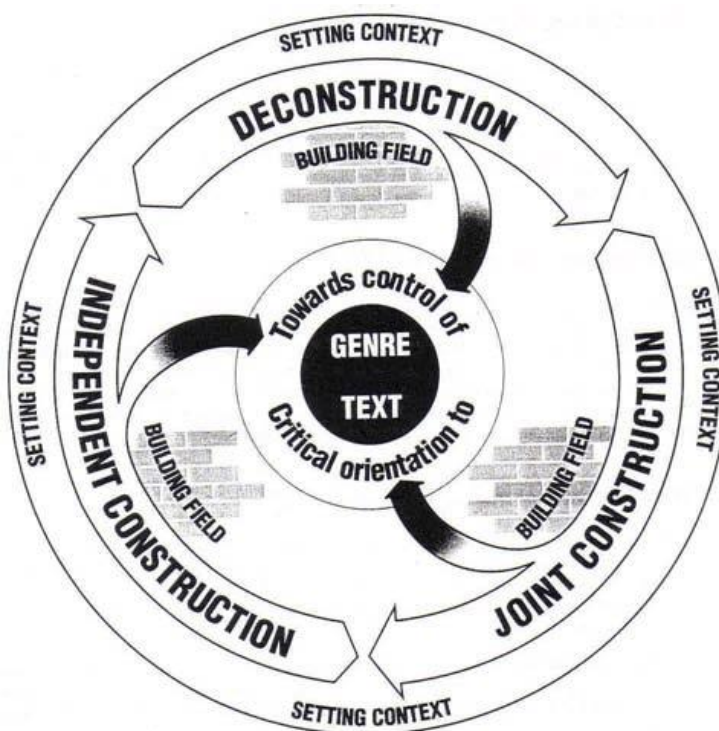 SETTING CONTEXT
DECONSTRUCTION
BUILDING FIELD
Towards control of
GENRE
TEXT
Critical orientation to
SETTING CONTEXT
INDEPENDENT CONSTRUCTION
BUILDING FIELD
BUILDING FIELD
JOINT CONSTRUCTION
SETTING CONTEXT
SETTING CONTEXT